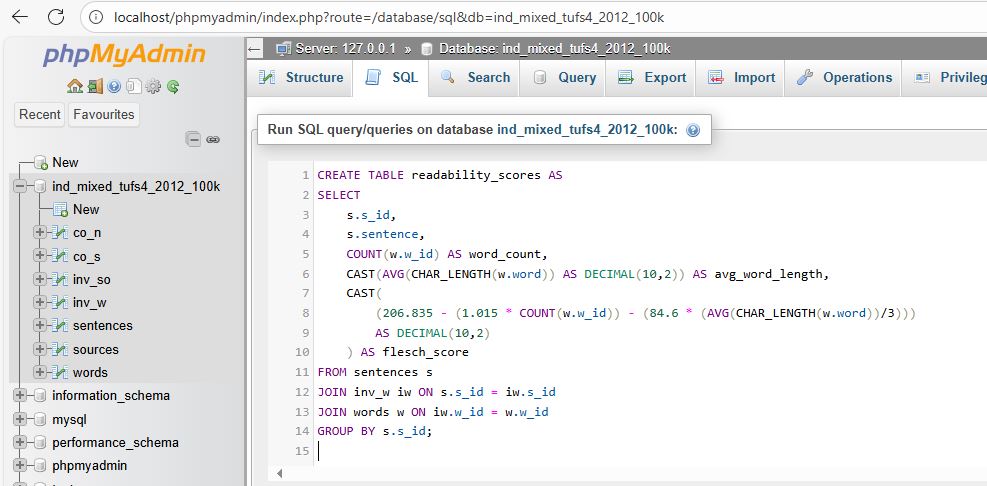 localhost/phpmyadmin/index.php?route=/database/sql&db=ind_mixed_tufs4_2012_100k
phpMyAdmin
Recent Favourites
New
ind_mixed_tufs4_2012_100k
New
co_n
co_s
inv_so
inv_w
sentences
sources
words
information_schema
mysql
performance_schema
phpmyadmin
Server: 127.0.0.1 » Database: ind_mixed_tufs4_2012_100k
Structure SQL Search Query Export Import Operations Privileg
Run SQL query/queries on database ind_mixed_tufs4_2012_100k:
1 CREATE TABLE readability_scores AS
2 SELECT
3 s.s_id,
4 s.sentence,
5 COUNT(w.w_id) AS word_count,
6 CAST(AVG(CHAR_LENGTH(w.word)) AS DECIMAL(10,2)) AS avg_word_length,
7 CAST(
8 (206.835 - (1.015 * COUNT(w.w_id)) - (84.6 * (AVG(CHAR_LENGTH(w.word))/3)))
9 AS DECIMAL(10,2)
10 ) AS flesch_score
11 FROM sentences s
12 JOIN inv_w iw ON s.s_id = iw.s_id
13 JOIN words w ON iw.w_id = w.w_id
14 GROUP BY s.s_id;
15